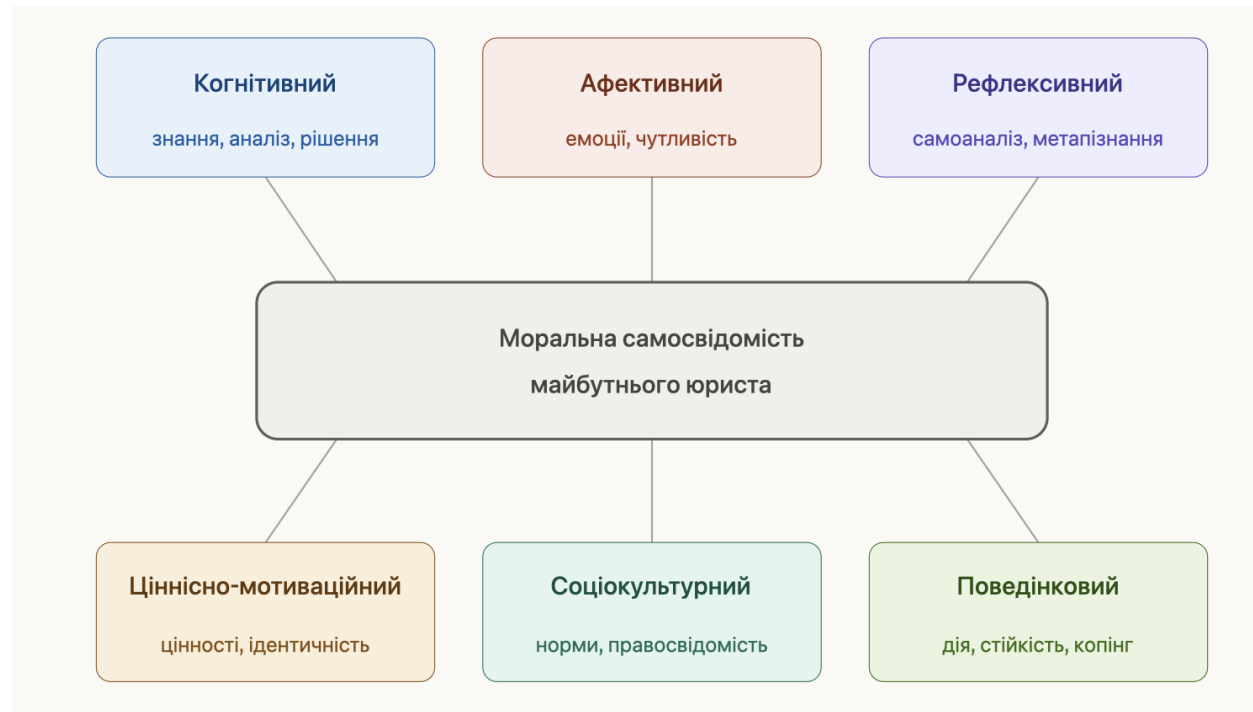 Когнітивний
знання, аналіз, рішення
Афективний
емоції, чутливість
Рефлексивний
самоаналіз, метапізнання
Моральна самосвідомість
майбутнього юриста
Ціннісно-мотиваційний
цінності, ідентичність
Соціокультурний
норми, правосвідомість
Поведінковий
дія, стійкість, копінг